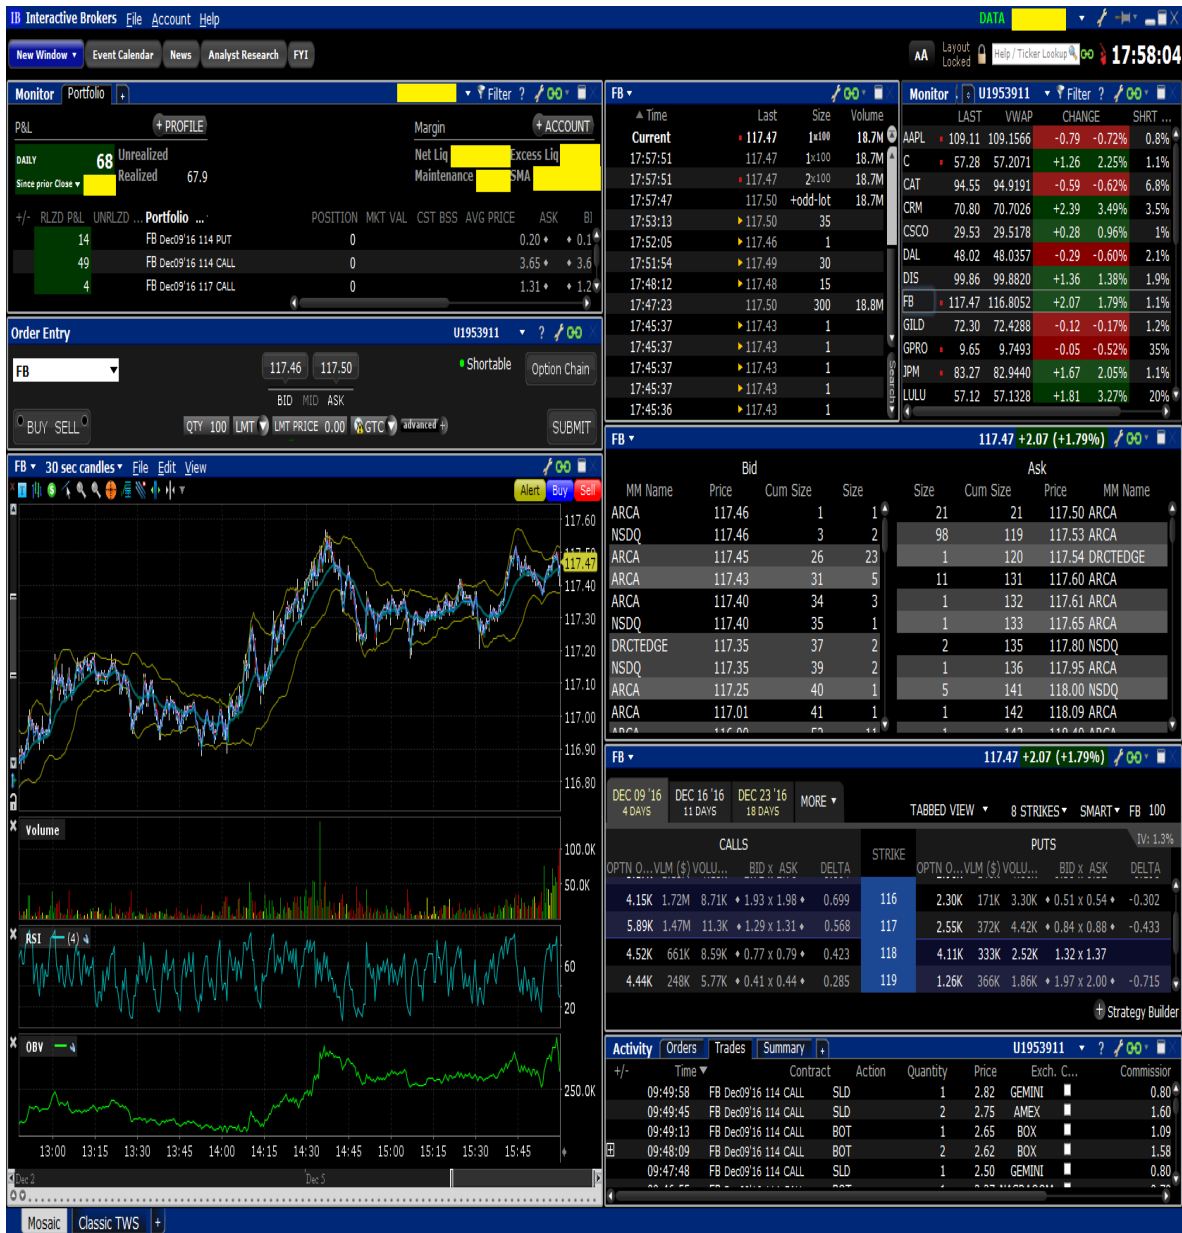 IB Interactive Brokers File Account Help DATA
New Window Event Calendar News Analyst Research FYI AA Layout Locked Help / Ticker Lookup 17:58:04
Monitor Portfolio + Filter ?
P&L + PROFILE Margin + ACCOUNT
DAILY 68 Unrealized Net Liq Excess Liq
Since prior Close Realized 67.9 Maintenance SMA
+/- RLZD P&L UNRLZD ... Portfolio ... POSITION MKT VAL CST BSS AVG PRICE ASK BI
14 FB Dec09'16 114 PUT 0 0.20 0.1
49 FB Dec09'16 114 CALL 0 3.65 3.6
4 FB Dec09'16 117 CALL 0 1.31 1.2
Order Entry U1953911 ?
FB 117.46 117.50 Shortable Option Chain
BID MID ASK
BUY SELL QTY 100 LMT LMT PRICE 0.00 GTC advanced + SUBMIT
FB 30 sec candles File Edit View
Alert Buy Sell
117.60
117.50
117.47
117.40
117.30
117.20
117.10
117.00
116.90
116.80
Volume
100.0K
50.0K
RSI (4)
60
20
OBV
250.0K
13:00 13:15 13:30 13:45 14:00 14:15 14:30 14:45 15:00 15:15 15:30 15:45
Dec 2 Dec 5
Mosaic Classic TWS +
FB
Time Last Size Volume
Current 117.47 1x100 18.7M
17:57:51 117.47 1x100 18.7M
17:57:51 117.47 2x100 18.7M
17:57:47 117.50 +odd-lot 18.7M
17:53:13 117.50 35
17:52:05 117.46 1
17:51:54 117.49 30
17:48:12 117.48 15
17:47:23 117.50 300 18.8M
17:45:37 117.43 1
17:45:37 117.43 1
17:45:37 117.43 1
17:45:37 117.43 1
17:45:36 117.43 1
Search
Monitor U1953911 Filter ?
LAST VWAP CHANGE SHRT ...
AAPL 109.11 109.1566 -0.79 -0.72% 0.8%
C 57.28 57.2071 +1.26 2.25% 1.1%
CAT 94.55 94.9191 -0.59 -0.62% 6.8%
CRM 70.80 70.7026 +2.39 3.49% 3.5%
CSCO 29.53 29.5178 +0.28 0.96% 1%
DAL 48.02 48.0357 -0.29 -0.60% 2.1%
DIS 99.86 99.8820 +1.36 1.38% 1.9%
FB 117.47 116.8052 +2.07 1.79% 1.1%
GILD 72.30 72.4288 -0.12 -0.17% 1.2%
GPRO 9.65 9.7493 -0.05 -0.52% 35%
JPM 83.27 82.9440 +1.67 2.05% 1.1%
LULU 57.12 57.1328 +1.81 3.27% 20%
FB 117.47 +2.07 (+1.79%)
Bid Ask
MM Name Price Cum Size Size Size Cum Size Price MM Name
ARCA 117.46 1 1 21 21 117.50 ARCA
NSDQ 117.46 3 2 98 119 117.53 ARCA
ARCA 117.45 26 23 1 120 117.54 DRCTEDGE
ARCA 117.43 31 5 11 131 117.60 ARCA
ARCA 117.40 34 3 1 132 117.61 ARCA
NSDQ 117.40 35 1 1 133 117.65 ARCA
DRCTEDGE 117.35 37 2 2 135 117.80 NSDQ
NSDQ 117.35 39 2 1 136 117.95 ARCA
ARCA 117.25 40 1 5 141 118.00 NSDQ
ARCA 117.01 41 1 1 142 118.09 ARCA
FB 117.47 +2.07 (+1.79%)
DEC 09 '16 DEC 16 '16 DEC 23 '16 MORE
4 DAYS 11 DAYS 18 DAYS TABBED VIEW 8 STRIKES SMART FB 100
CALLS STRIKE PUTS IV: 1.3%
OPTN O... VLM ($) VOLU... BID x ASK DELTA OPTN O... VLM ($) VOLU... BID x ASK DELTA
4.15K 1.72M 8.71K 1.93 x 1.98 0.699 116 2.30K 171K 3.30K 0.51 x 0.54 -0.302
5.89K 1.47M 11.3K 1.29 x 1.31 0.568 117 2.55K 372K 4.42K 0.84 x 0.88 -0.433
4.52K 661K 8.59K 0.77 x 0.79 0.423 118 4.11K 333K 2.52K 1.32 x 1.37
4.44K 248K 5.77K 0.41 x 0.44 0.285 119 1.26K 366K 1.86K 1.97 x 2.00 -0.715
+ Strategy Builder
Activity Orders Trades Summary + U1953911 ?
+/- Time Contract Action Quantity Price Exch. C... Commission
09:49:58 FB Dec09'16 114 CALL SLD 1 2.82 GEMINI 0.80
09:49:45 FB Dec09'16 114 CALL SLD 2 2.75 AMEX 1.60
09:49:13 FB Dec09'16 114 CALL BOT 1 2.65 BOX 1.09
09:48:09 FB Dec09'16 114 CALL BOT 2 2.62 BOX 1.58
09:47:48 FB Dec09'16 114 CALL SLD 1 2.50 GEMINI 0.80